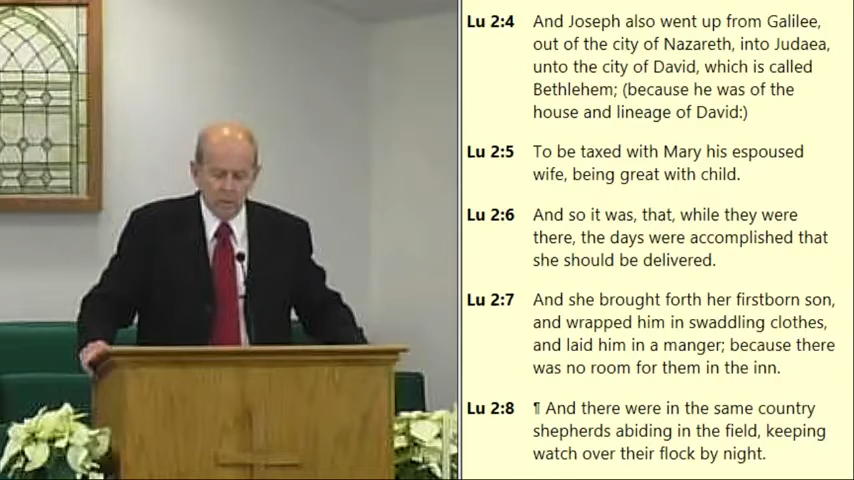 Lu 2:4 And Joseph also went up from Galilee,
out of the city of Nazareth, into Judaea,
unto the city of David, which is called
Bethlehem; (because he was of the
house and lineage of David:)
Lu 2:5 To be taxed with Mary his espoused
wife, being great with child.
Lu 2:6 And so it was, that, while they were
there, the days were accomplished that
she should be delivered.
Lu 2:7 And she brought forth her firstborn son,
and wrapped him in swaddling clothes,
and laid him in a manger; because there
was no room for them in the inn.
Lu 2:8 ¶ And there were in the same country
shepherds abiding in the field, keeping
watch over their flock by night.